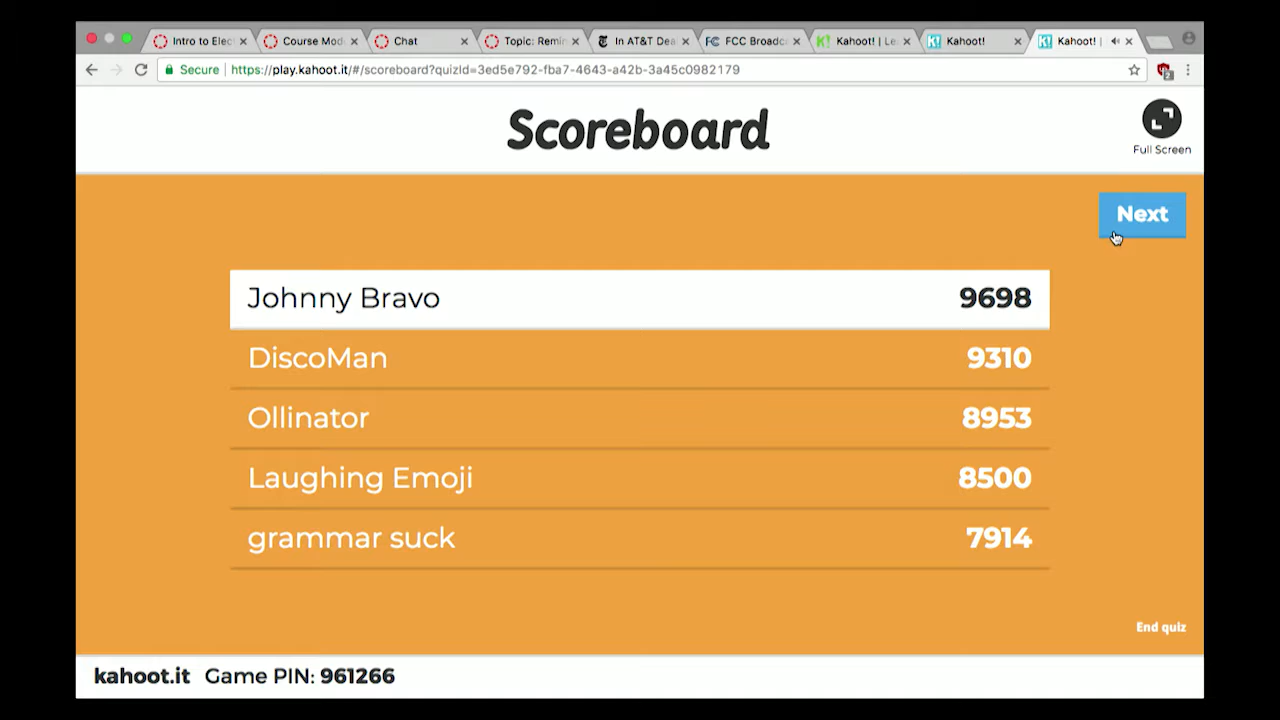 Intro to Elec
Course Mod
Chat
Topic: Remin
In AT&T Dea
FCC Broadc
Kahoot! | Le
Kahoot!
Kahoot! |
Secure
https://play.kahoot.it/#/scoreboard?quizId=3ed5e792-fba7-4643-a42b-3a45c0982179
2
Scoreboard
Full Screen
Next
Johnny Bravo 9698
DiscoMan 9310
Ollinator 8953
Laughing Emoji 8500
grammar suck 7914
End quiz
kahoot.it Game PIN: 961266